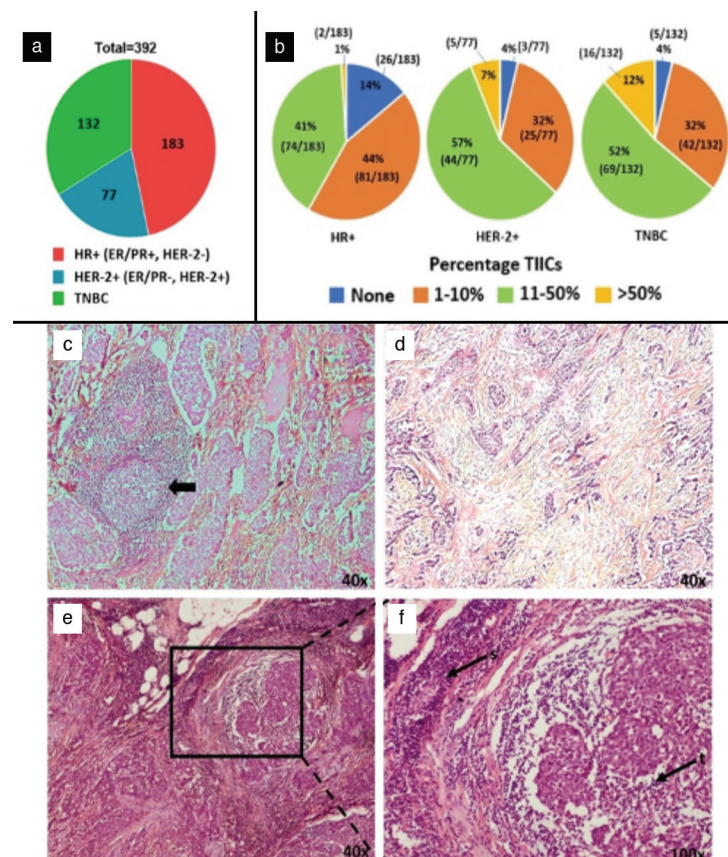 a
Total=392
132
183
77
HR+ (ER/PR+, HER-2-)
HER-2+ (ER/PR-, HER-2+)
TNBC
b
(2/183)
1%
(26/183)
14%
41%
(74/183)
44%
(81/183)
HR+
(5/77)
7%
4%
(3/77)
32%
(25/77)
57%
(44/77)
HER-2+
(5/132)
4%
(16/132)
12%
32%
(42/132)
52%
(69/132)
TNBC
Percentage TIICs
None
1-10%
11-50%
>50%
c
40x
d
40x
e
40x
f
s
t
100x